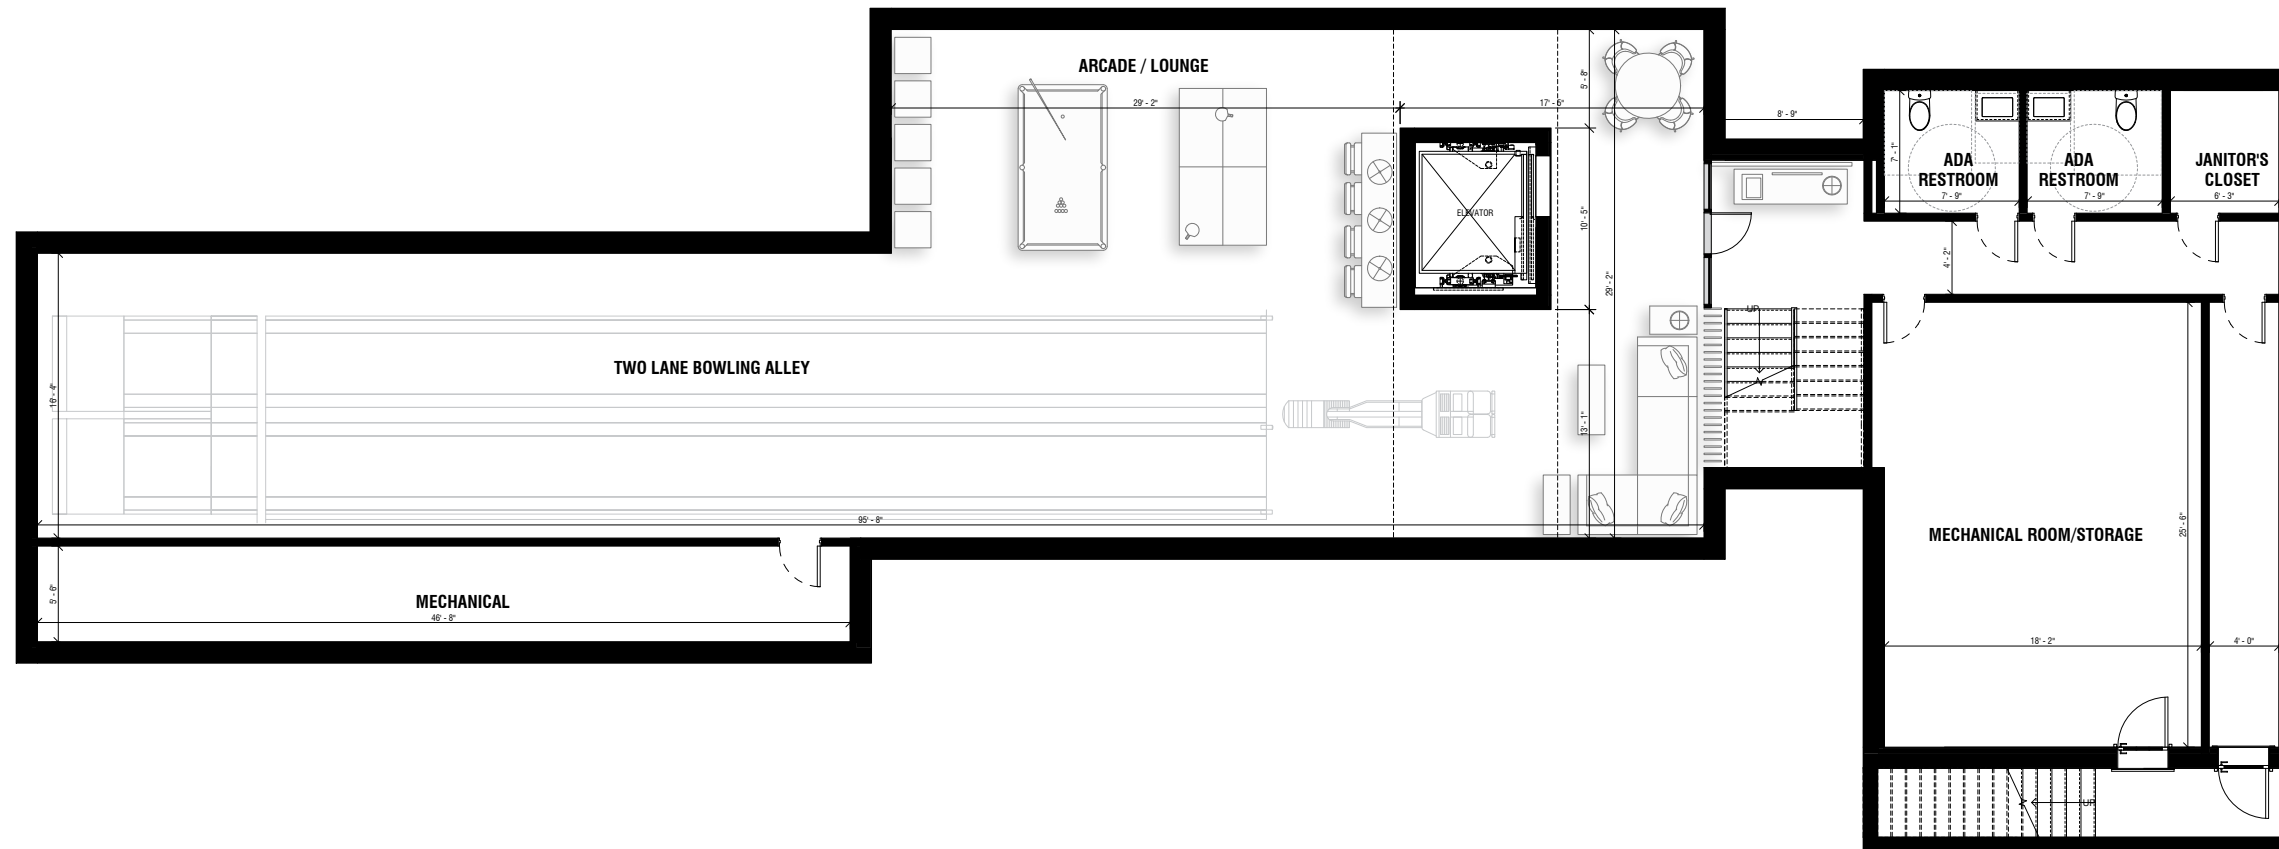 ARCADE / LOUNGE
29' - 2"
17' - 6"
5' - 8"
8' - 9"
7' - 1"
ADA
RESTROOM
7' - 9"
ADA
RESTROOM
7' - 9"
JANITOR'S
CLOSET
6' - 3"
ELEVATOR
10' - 5"
29' - 2"
4' - 2"
UP
TWO LANE BOWLING ALLEY
16' - 4"
13' - 1"
95' - 8"
MECHANICAL ROOM/STORAGE
25' - 6"
MECHANICAL
5' - 6"
46' - 8"
18' - 2"
4' - 0"
UP